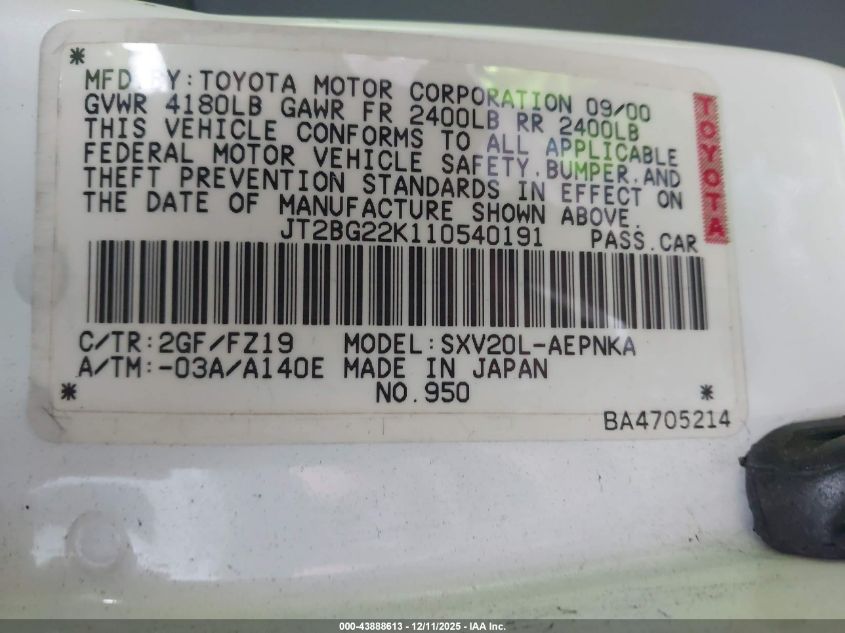 *
MFD. BY: TOYOTA MOTOR CORPORATION 09/00
GVWR 4180LB GAWR FR 2400LB RR 2400LB
THIS VEHICLE CONFORMS TO ALL APPLICABLE
FEDERAL MOTOR VEHICLE SAFETY.BUMPER.AND
THEFT PREVENTION STANDARDS IN EFFECT ON
THE DATE OF MANUFACTURE SHOWN ABOVE.
JT2BG22K110540191 PASS.CAR
TOYOTA
C/TR:2GF/FZ19 MODEL:SXV20L-AEPNKA
A/TM:-03A/A140E MADE IN JAPAN
* NO.950 *
BA4705214
000-43888613 - 12/11/2025 - IAA Inc.